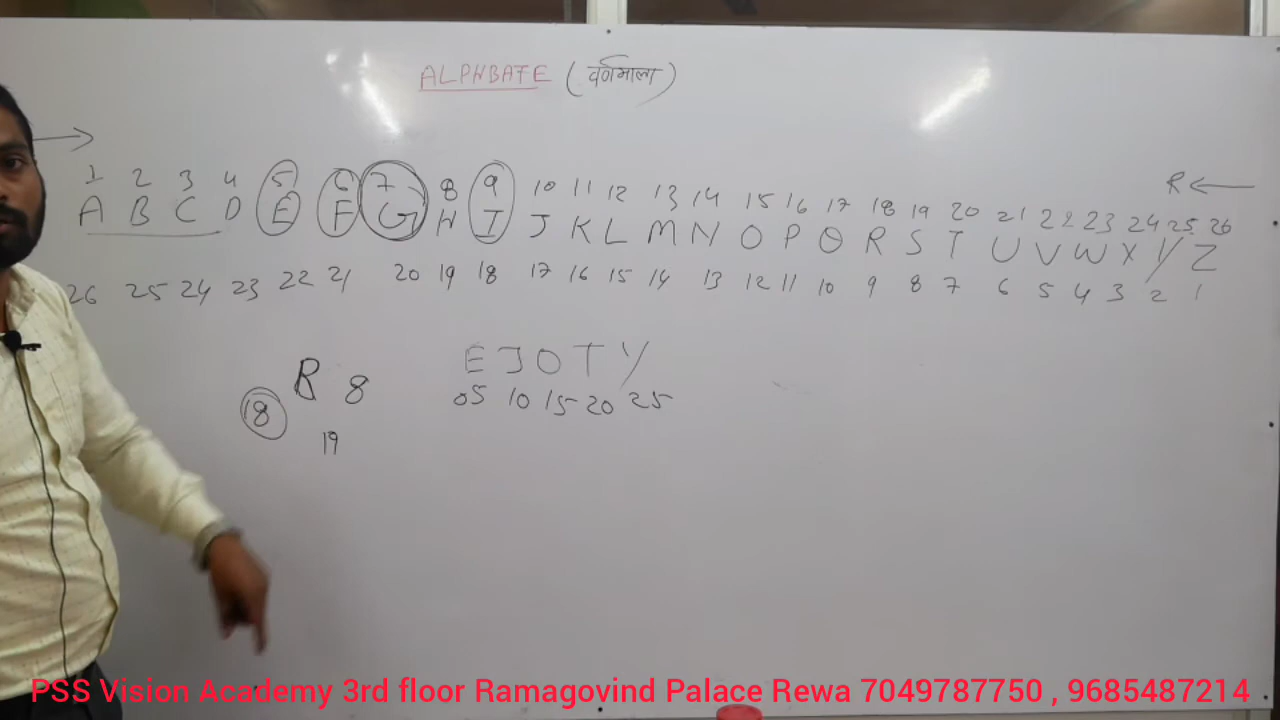 ALPHBATE (वर्णमाला)
1 2 3 4 5 6 7 8 9 10 11 12 13 14 15 16 17 18 19 20 21 22 23 24 25 26
R
A B C D E F G H I J K L M N O P Q R S T U V W X Y Z
26 25 24 23 22 21 20 19 18 17 16 15 14 13 12 11 10 9 8 7 6 5 4 3 2 1
E J O T Y
R 8
05 10 15 20 25
18
19
PSS Vision Academy 3rd floor Ramagovind Palace Rewa 7049787750 , 9685487214